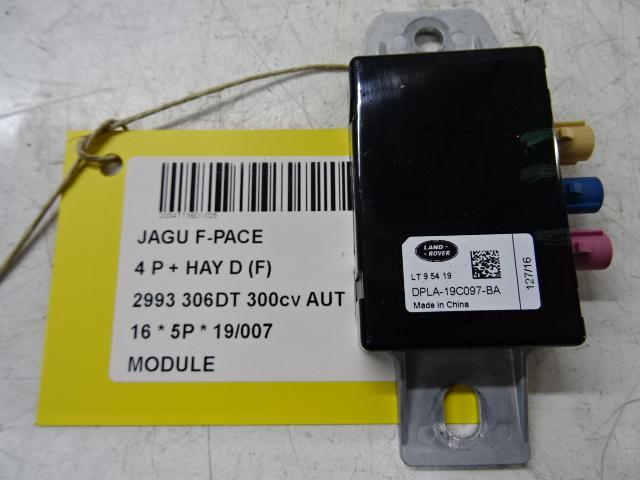 JAGU F-PACE
4 P + HAY D (F)
2993 306DT 300cv AUT
16 * 5P * 19/007
MODULE
LAND-
ROVER
LT 9 54 19
DPLA-19C097-BA
Made in China
127/16